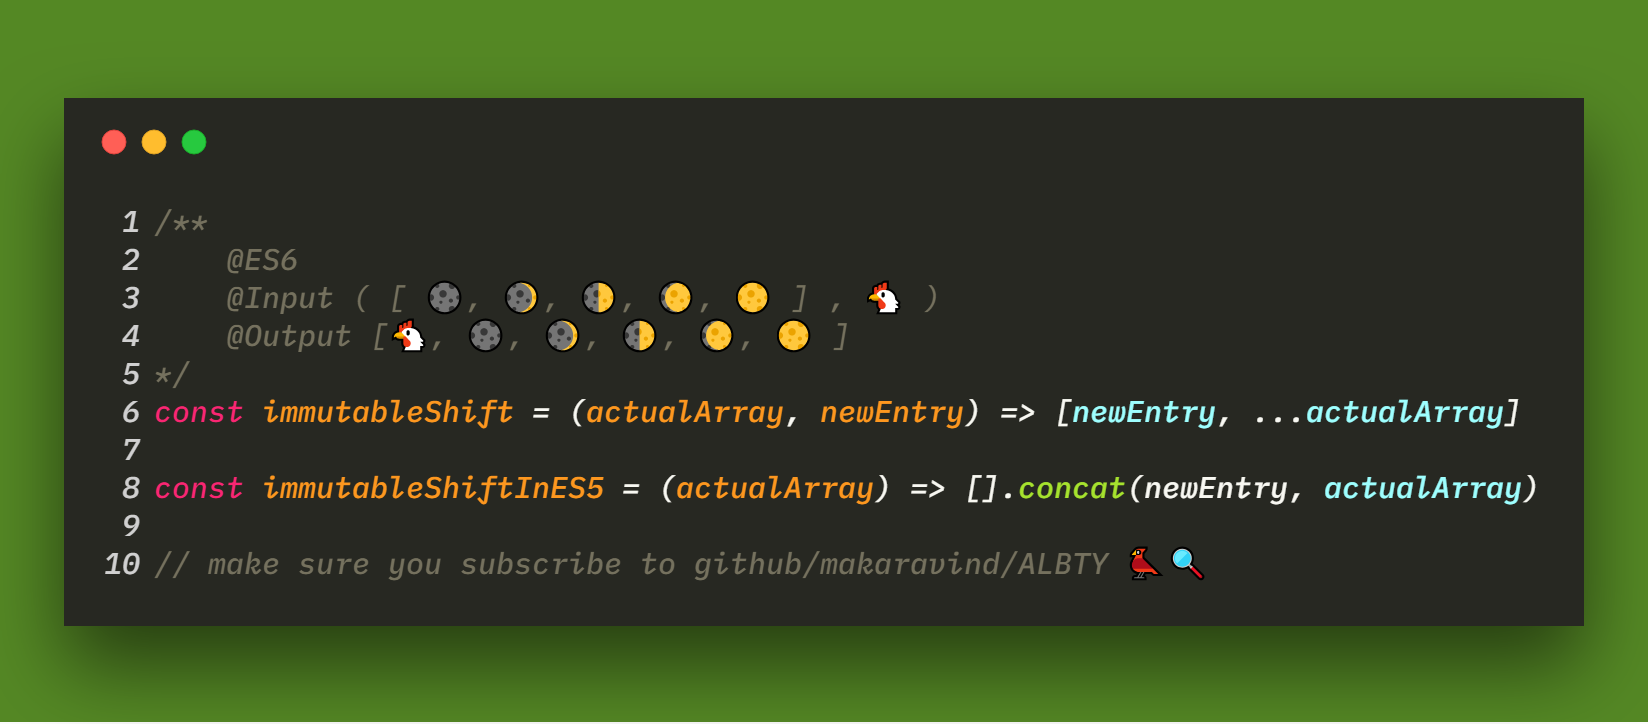 1 /**
2     @ES6
3     @Input ( [ 🌑, 🌒, 🌓, 🌔, 🌕 ] , 🐔 )
4     @Output [🐔, 🌑, 🌒, 🌓, 🌔, 🌕 ]
5 */
6 const immutableShift = (actualArray, newEntry) => [newEntry, ...actualArray]
7
8 const immutableShiftInES5 = (actualArray) => [].concat(newEntry, actualArray)
9
10 // make sure you subscribe to github/makaravind/ALBTY 🐦🔍